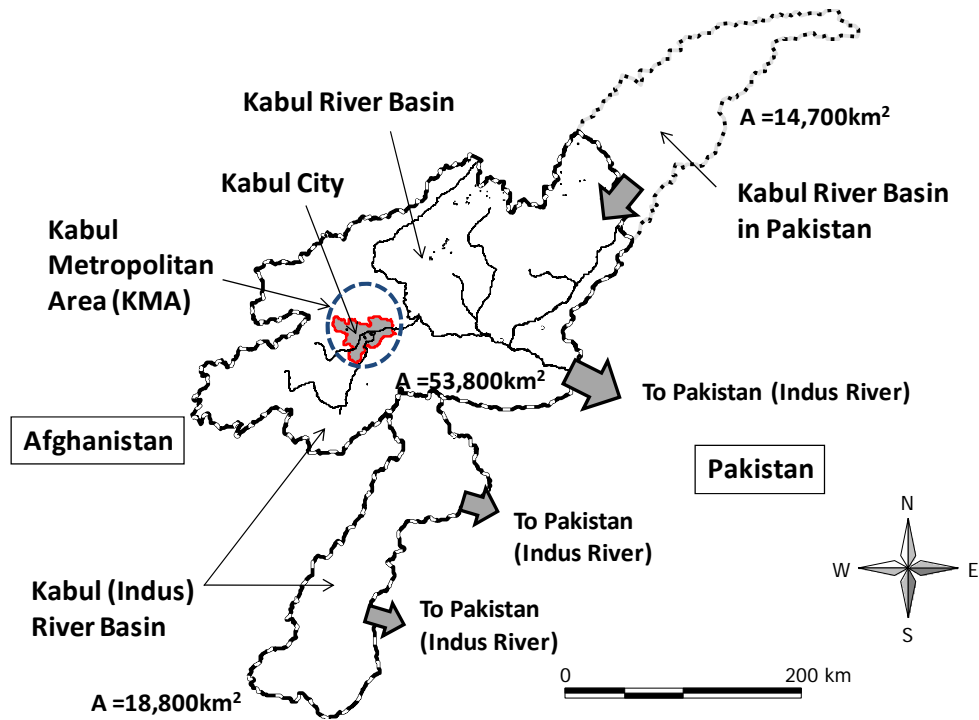 Kabul River Basin
A =14,700km²
Kabul City
Kabul River Basin
in Pakistan
Kabul
Metropolitan
Area (KMA)
A =53,800km²
To Pakistan (Indus River)
Afghanistan
Pakistan
N
W
E
S
To Pakistan
(Indus River)
Kabul (Indus)
River Basin
To Pakistan
(Indus River)
A =18,800km²
0
200 km